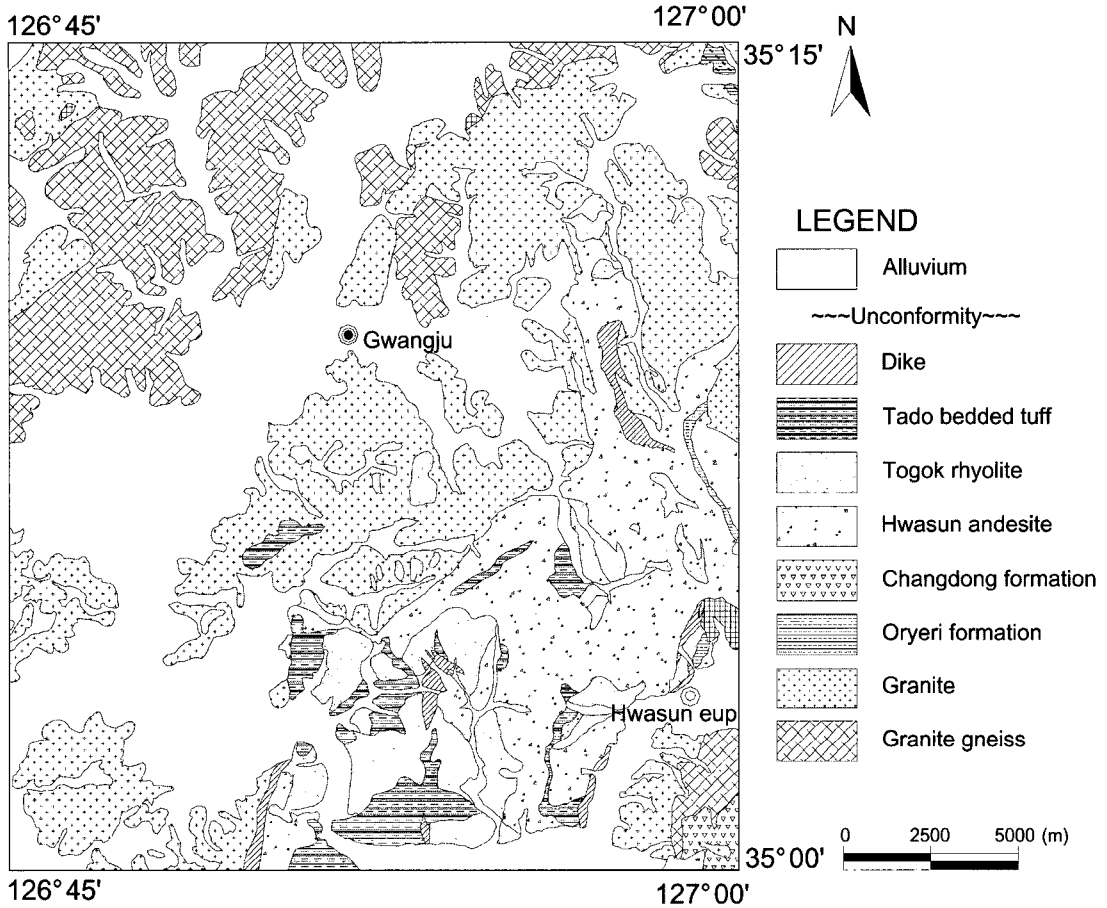 126°45'
127°00'
N
35°15'
LEGEND
Alluvium
~~~Unconformity~~~
Dike
Tado bedded tuff
Togok rhyolite
Hwasun andesite
Changdong formation
Oryeri formation
Granite
Granite gneiss
Gwangju
Hwasun eup
0 2500 5000 (m)
35°00'
126°45'
127°00'